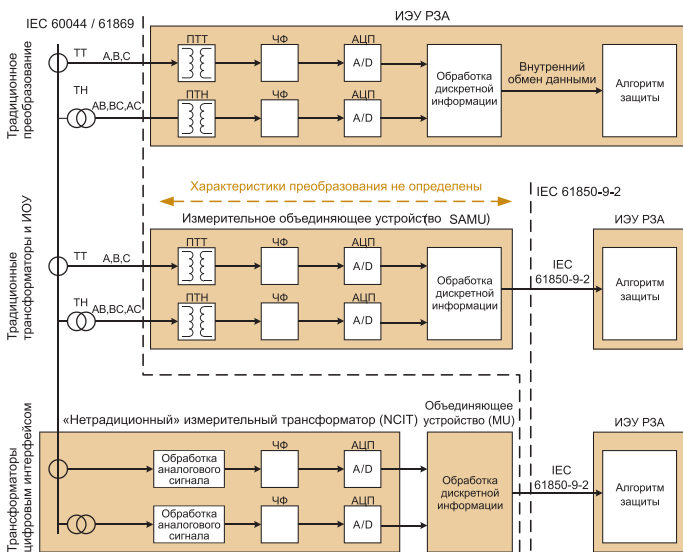 IEC 60044 / 61869
ИЭУ РЗА
Традиционное
преобразование
ТТ
A,B,C
ПТТ
ЧФ
АЦП
A/D
ТН
AB,BC,AC
ПТН
ЧФ
АЦП
A/D
Обработка
дискретной
информации
Внутренний
обмен данными
Алгоритм
защиты
Характеристики преобразования не определены
IEC 61850-9-2
Традиционные
трансформаторы и ИОУ
Измерительное объединяющее устройство SAMU)
ИЭУ РЗА
ТТ
A,B,C
ПТТ
ЧФ
АЦП
A/D
ТН
AB,BC,AC
ПТН
ЧФ
АЦП
A/D
Обработка
дискретной
информации
IEC
61850-9-2
Алгоритм
защиты
Трансформаторы
цифровым интерфейсом
«Нетрадиционный» измерительный трансформатор (NCIT)
Объединяющее
устройство (MU)
ИЭУ РЗА
Обработка
аналогового
сигнала
ЧФ
АЦП
A/D
Обработка
аналогового
сигнала
ЧФ
АЦП
A/D
Обработка
дискретной
информации
IEC
61850-9-2
Алгоритм
защиты